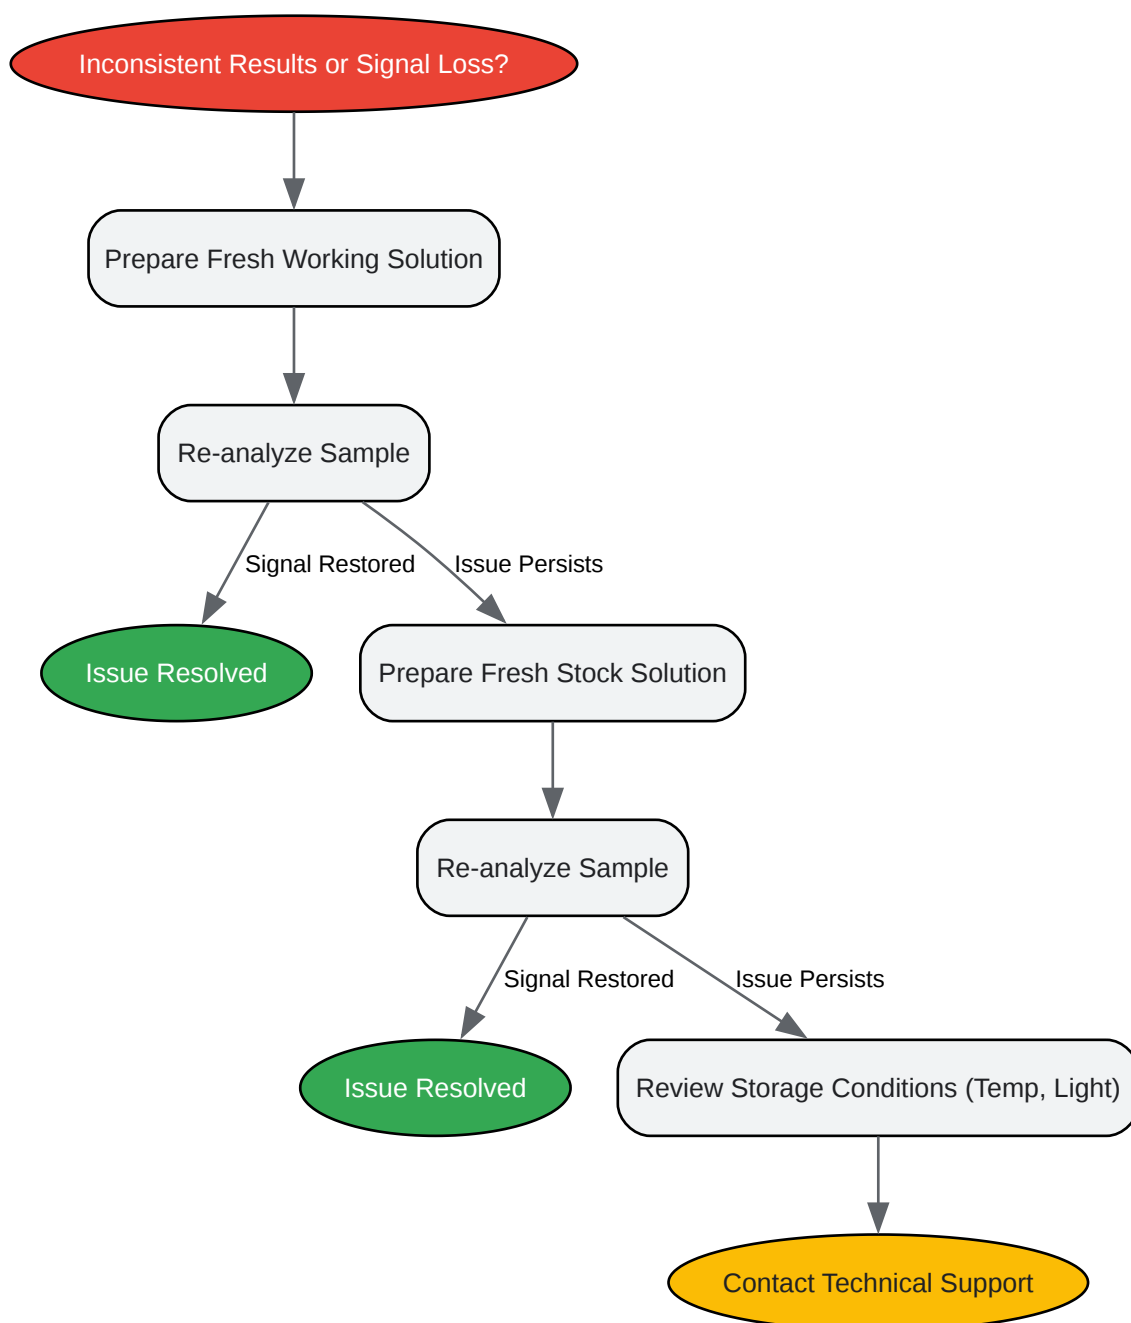 Inconsistent Results or Signal Loss?
Prepare Fresh Working Solution
Re-analyze Sample
Signal Restored
Issue Persists
Issue Resolved
Prepare Fresh Stock Solution
Re-analyze Sample
Signal Restored
Issue Persists
Issue Resolved
Review Storage Conditions (Temp, Light)
Contact Technical Support